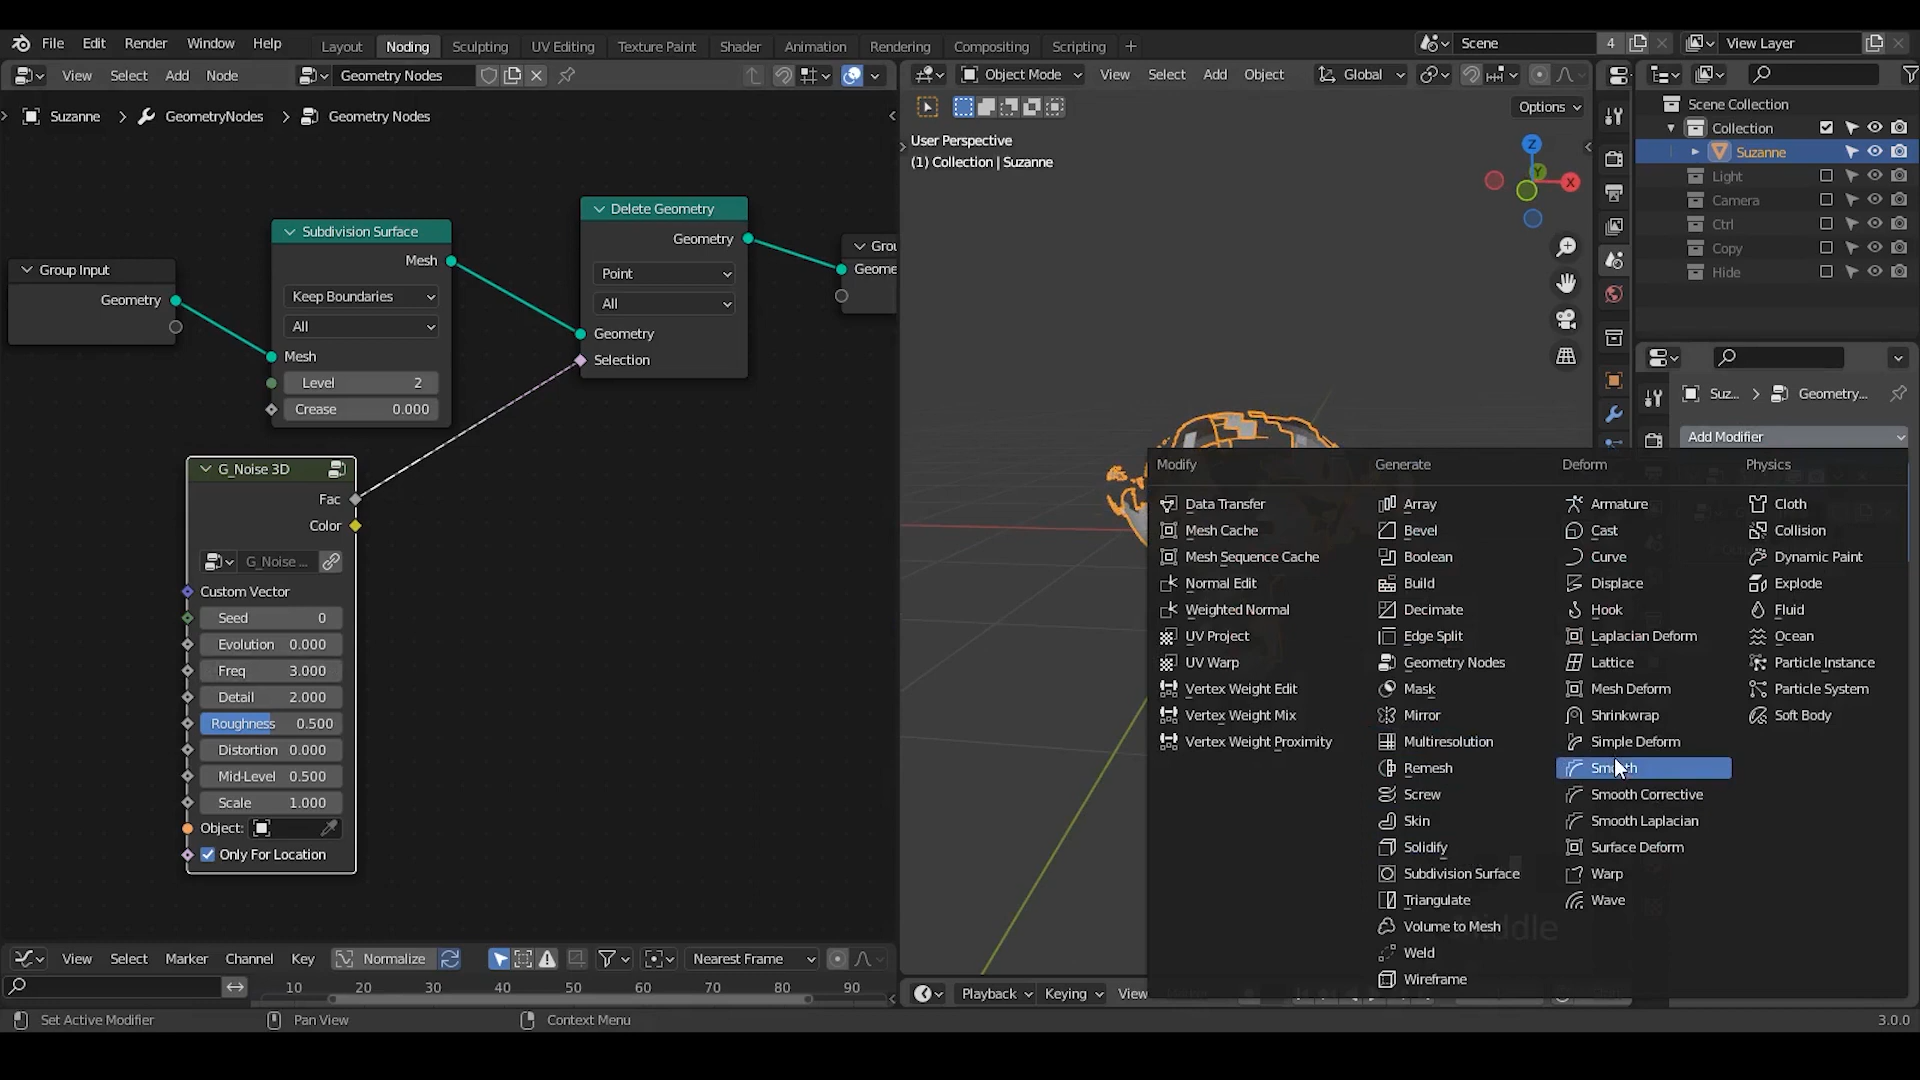 File Edit Render Window Help
Layout Noding Sculpting UV Editing Texture Paint Shader Animation Rendering Compositing Scripting +
Scene 4 View Layer
View Select Add Node Geometry Nodes
Object Mode View Select Add Object Global
Suzanne > GeometryNodes > Geometry Nodes
Options
User Perspective
(1) Collection | Suzanne
Z
Y
X
Scene Collection
Collection
Suzanne
Light
Camera
Ctrl
Copy
Hide
Suz... > Geometry...
Add Modifier
Group Input
Geometry
Subdivision Surface
Mesh
Keep Boundaries
All
Mesh
Level 2
Crease 0.000
Delete Geometry
Geometry
Point
All
Geometry
Selection
Grou
Geome
G_Noise 3D
Fac
Color
G_Noise ...
Custom Vector
Seed 0
Evolution 0.000
Freq 3.000
Detail 2.000
Roughness 0.500
Distortion 0.000
Mid-Level 0.500
Scale 1.000
Object:
Only For Location
Modify
Data Transfer
Mesh Cache
Mesh Sequence Cache
Normal Edit
Weighted Normal
UV Project
UV Warp
Vertex Weight Edit
Vertex Weight Mix
Vertex Weight Proximity
Generate
Array
Bevel
Boolean
Build
Decimate
Edge Split
Geometry Nodes
Mask
Mirror
Multiresolution
Remesh
Screw
Skin
Solidify
Subdivision Surface
Triangulate
Volume to Mesh
Weld
Wireframe
Deform
Armature
Cast
Curve
Displace
Hook
Laplacian Deform
Lattice
Mesh Deform
Shrinkwrap
Simple Deform
Smooth
Smooth Corrective
Smooth Laplacian
Surface Deform
Warp
Wave
Physics
Cloth
Collision
Dynamic Paint
Explode
Fluid
Ocean
Particle Instance
Particle System
Soft Body
View Select Marker Channel Key Normalize Nearest Frame
10 20 30 40 50 60 70 80 90
Playback Keying View
Set Active Modifier Pan View Context Menu 3.0.0